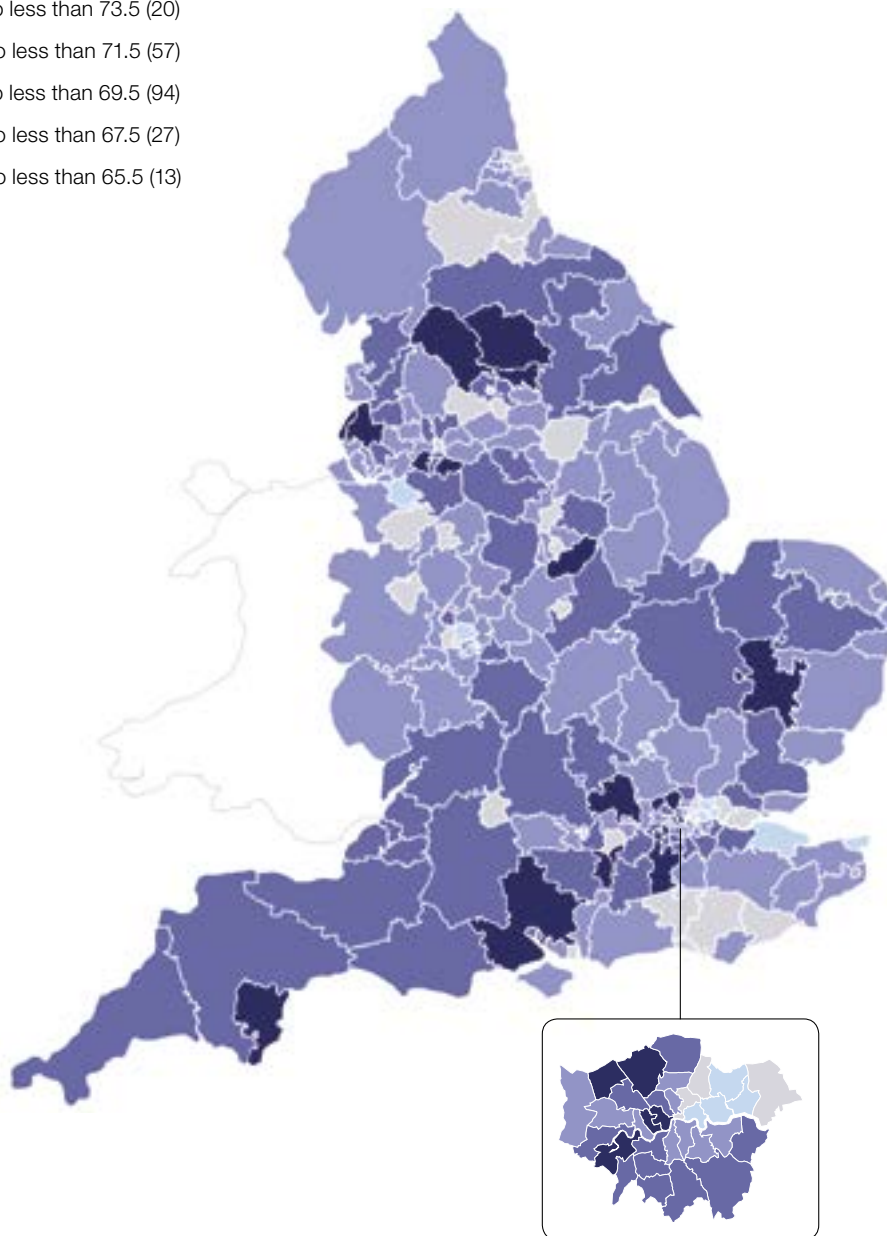 o less than 73.5 (20)
o less than 71.5 (57)
o less than 69.5 (94)
o less than 67.5 (27)
o less than 65.5 (13)